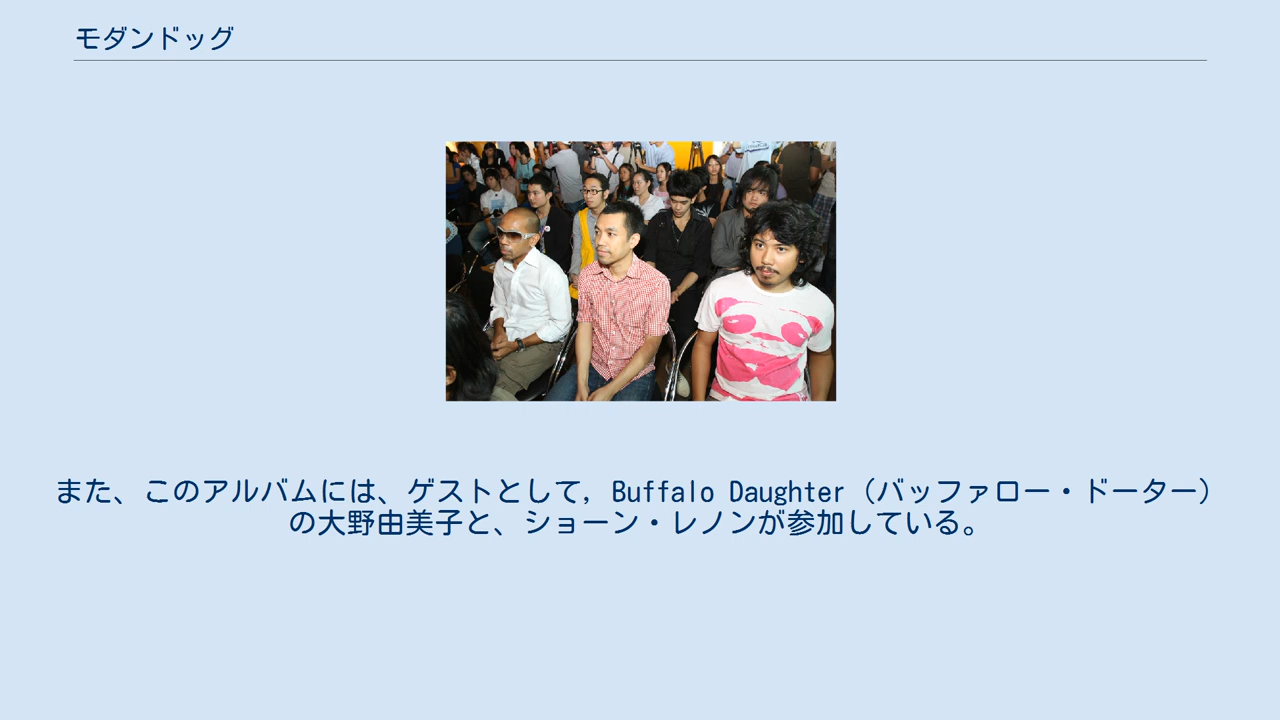 モダンドッグ
また、このアルバムには、ゲストとして, Buffalo Daughter（バッファロー・ドーター）
の大野由美子と、ショーン・レノンが参加している。